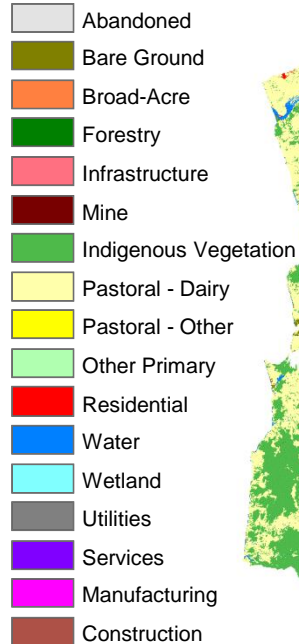 Abandoned
Bare Ground
Broad-Acre
Forestry
Infrastructure
Mine
Indigenous Vegetation
Pastoral - Dairy
Pastoral - Other
Other Primary
Residential
Water
Wetland
Utilities
Services
Manufacturing
Construction